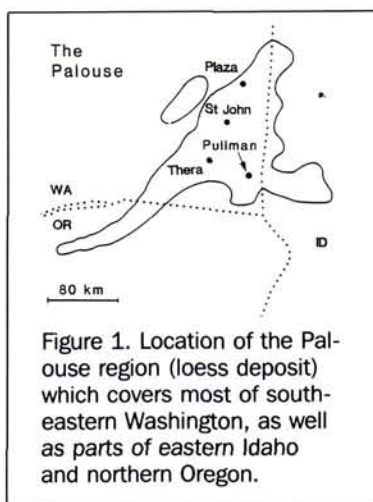 The
Palouse
Plaza
St John
Pullman
Thera
WA
OR
ID
80 km
Figure 1. Location of the Pal-
ouse region (loess deposit)
which covers most of south-
eastern Washington, as well
as parts of eastern Idaho
and northern Oregon.